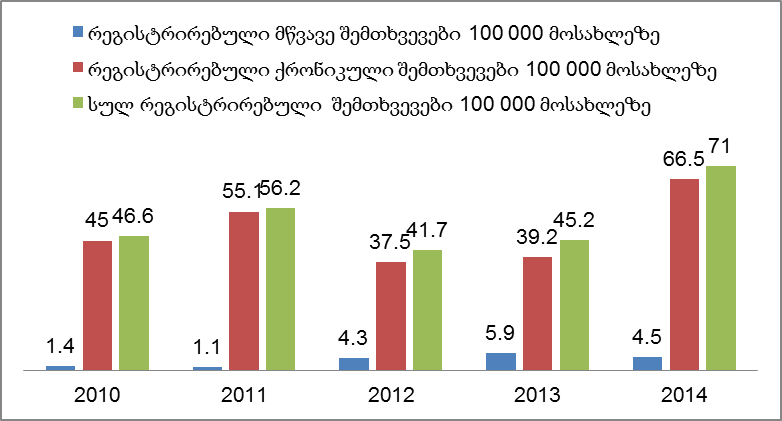 რეგისტრირებული მწვავე შემთხვევები 100 000 მოსახლეზე
რეგისტრირებული ქრონიკული შემთხვევები 100 000 მოსახლეზე
სულ რეგისტრირებული შემთხვევები 100 000 მოსახლეზე
1.4 45 46.6 1.1 55.1 56.2 4.3 37.5 41.7 5.9 39.2 45.2 4.5 66.5 71
2010 2011 2012 2013 2014